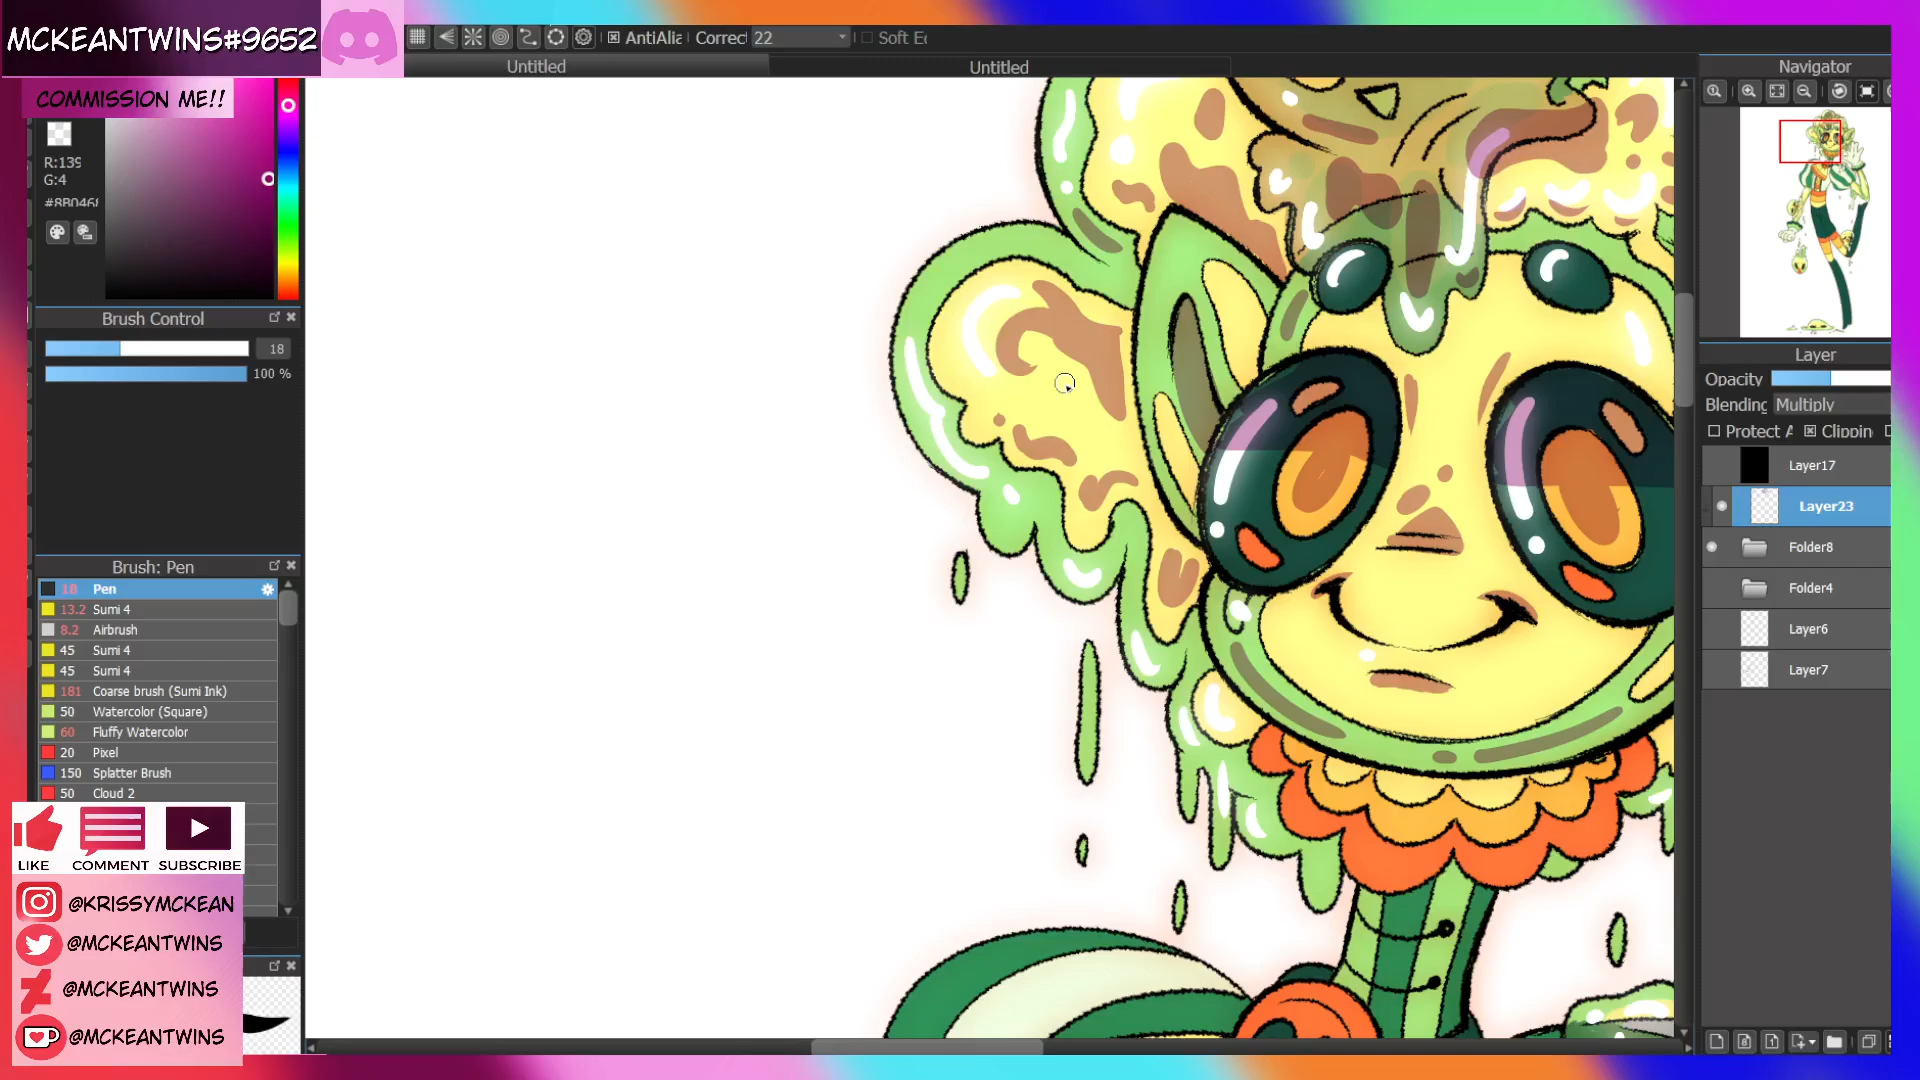 MCKEANTWINS#9652
COMMISSION ME!!
AntiAlia
Correct 22
Soft E
Untitled
Untitled
Navigator
R:139
G:4
#8B046
Brush Control
18
100 %
Brush: Pen
18 Pen
13.2 Sumi 4
8.2 Airbrush
45 Sumi 4
45 Sumi 4
181 Coarse brush (Sumi Ink)
50 Watercolor (Square)
60 Fluffy Watercolor
20 Pixel
150 Splatter Brush
50 Cloud 2
LIKE COMMENT SUBSCRIBE
@KRISSYMCKEAN
@MCKEANTWINS
@MCKEANTWINS
@MCKEANTWINS
Layer
Opacity
Blending Multiply
Protect A Clippin
Layer17
Layer23
Folder8
Folder4
Layer6
Layer7